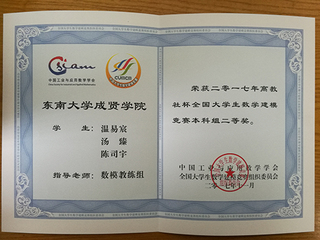 CSIAM
中国工业与应用数学学会
CUMCM
东南大学成贤学院
学 生：温易宸
汤 臻
陈司宇
指导老师：数模教练组
荣获二〇一七年高教
社杯全国大学生数学建模
竞赛本科组二等奖。
中国工业与应用数学学会
全国大学生数学建模竞赛组织委员会
二〇一七年十一月